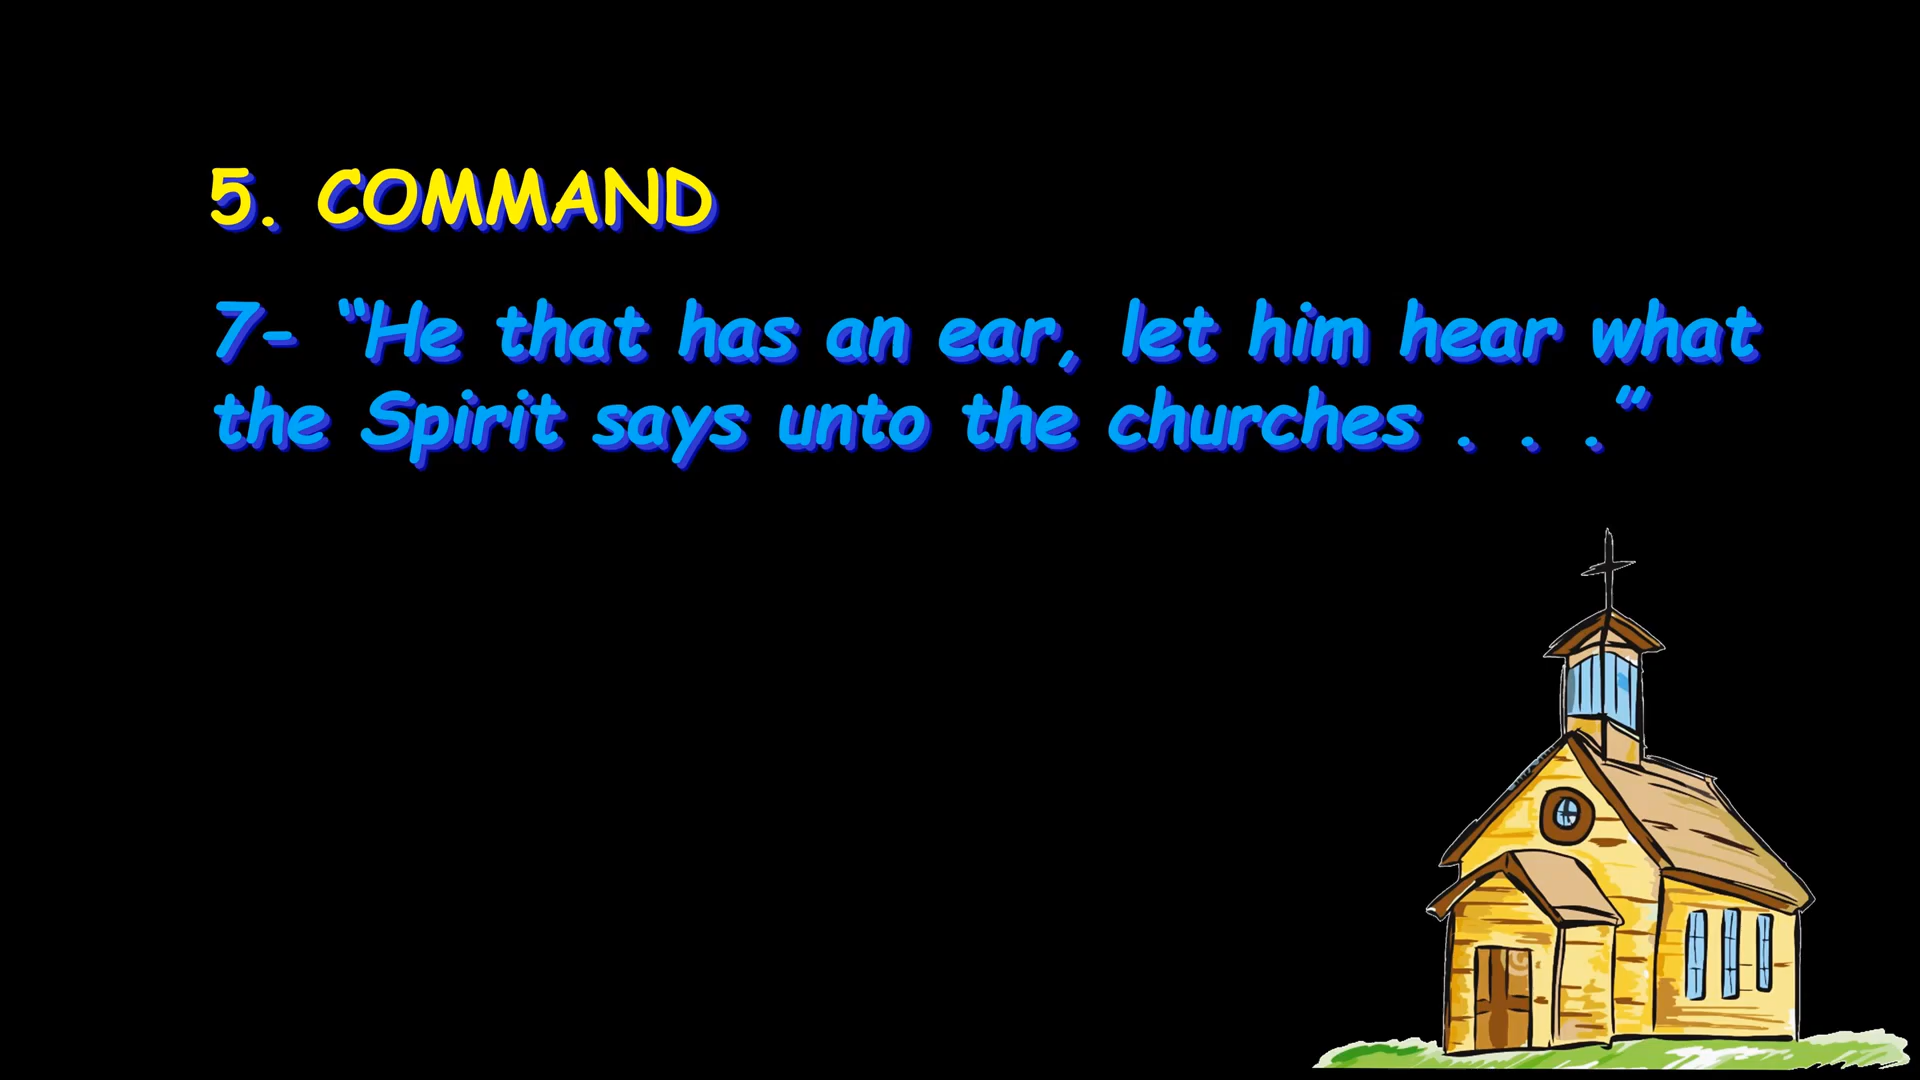 5. COMMAND
7- “He that has an ear, let him hear what
the Spirit says unto the churches . . .”